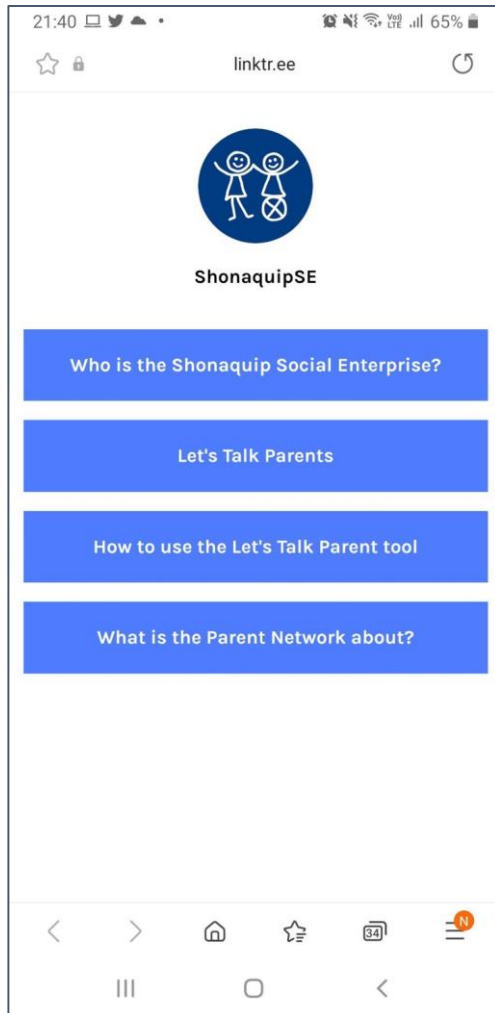 21:40 65%
linktr.ee
ShonaquipSE
Who is the Shonaquip Social Enterprise?
Let's Talk Parents
How to use the Let's Talk Parent tool
What is the Parent Network about?
34
N